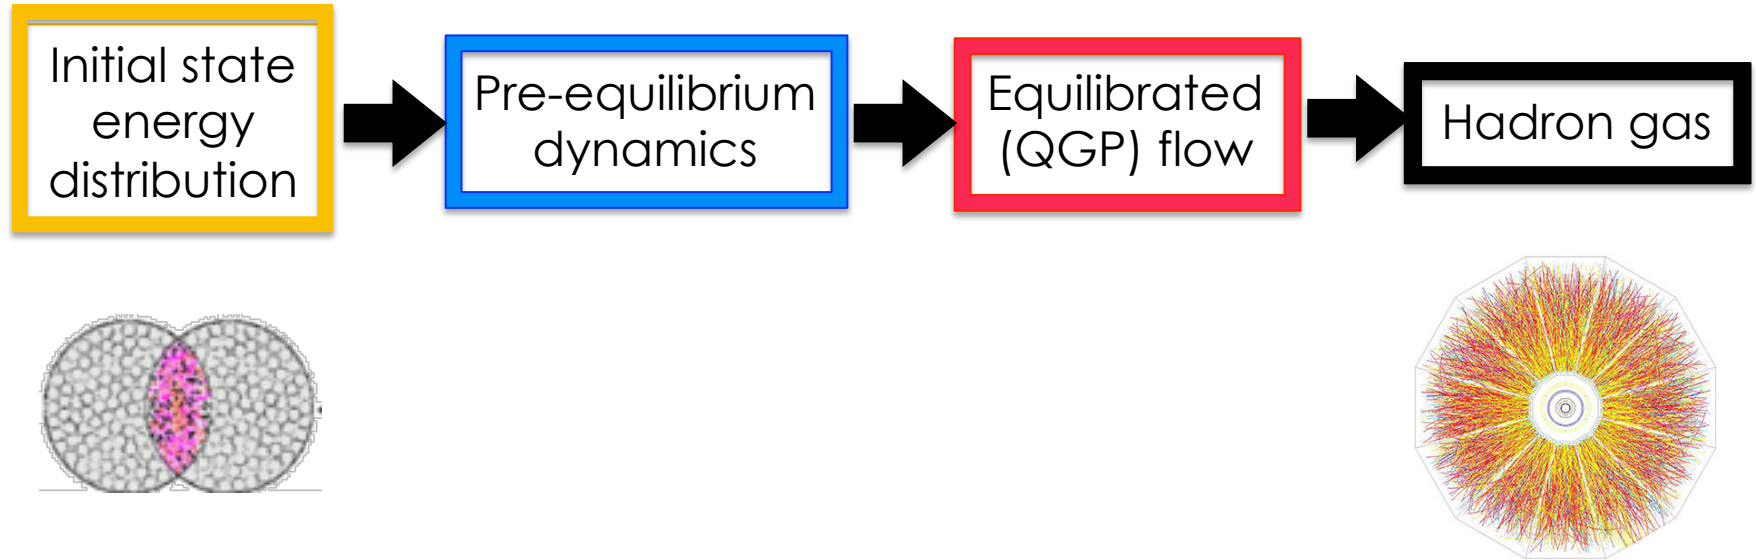 Initial state
energy
distribution
Pre-equilibrium
dynamics
Equilibrated
(QGP) flow
Hadron gas